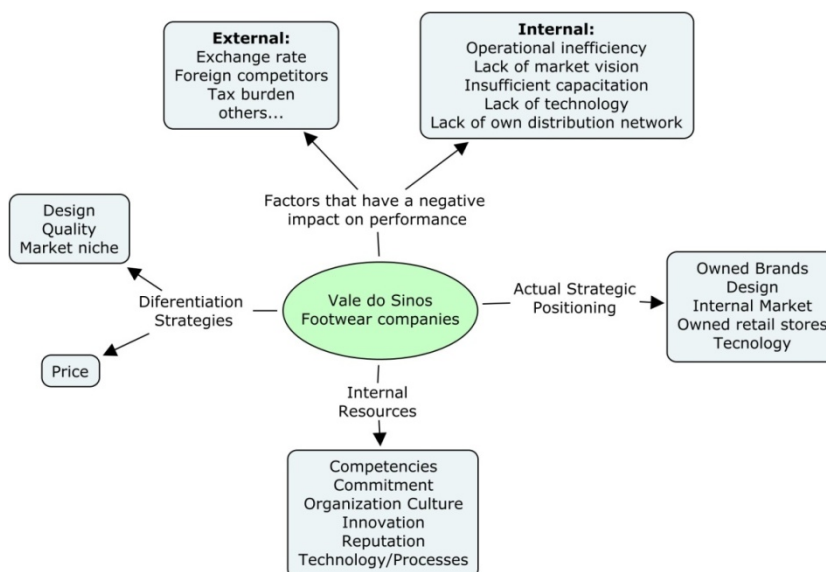 External:
Exchange rate
Foreign competitors
Tax burden
others...
Internal:
Operational inefficiency
Lack of market vision
Insufficient capacitation
Lack of technology
Lack of own distribution network
Factors that have a negative
impact on performance
Design
Quality
Market niche
Diferentiation
Strategies
Price
Vale do Sinos
Footwear companies
Actual Strategic
Positioning
Owned Brands
Design
Internal Market
Owned retail stores
Tecnology
Internal
Resources
Competencies
Commitment
Organization Culture
Innovation
Reputation
Technology/Processes